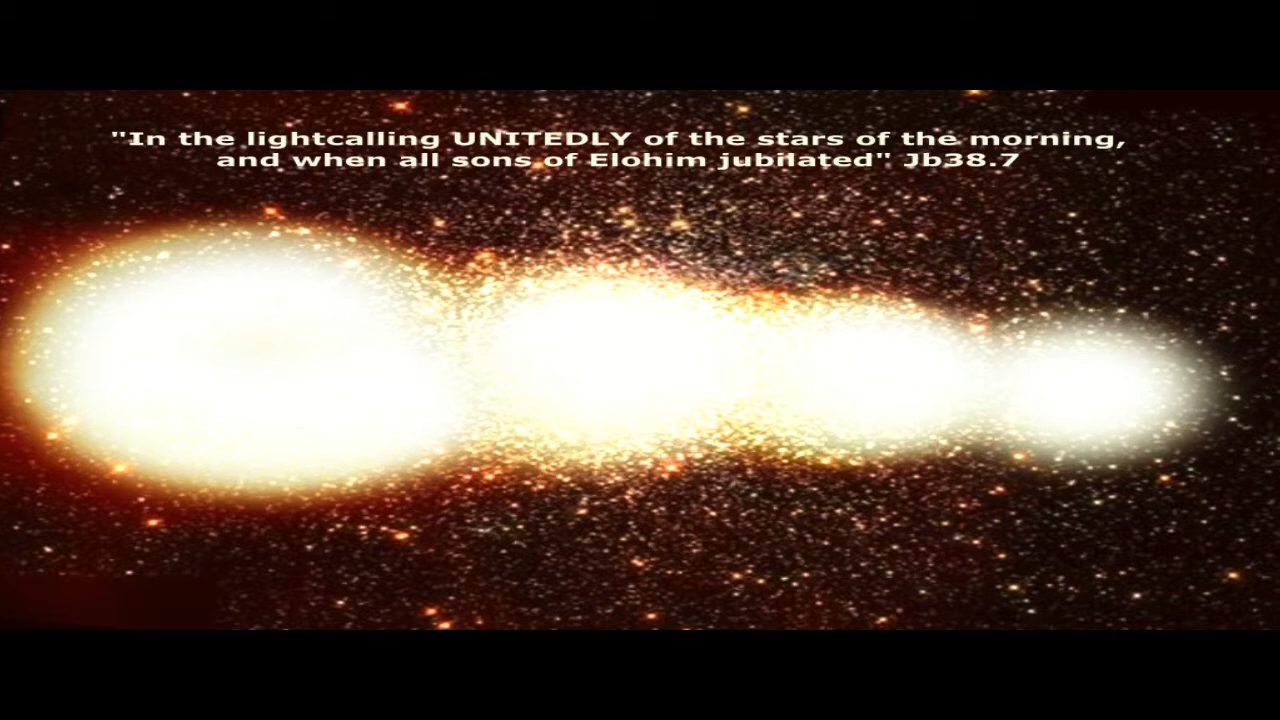 "In the lightcalling UNITEDLY of the stars of the morning,
and when all sons of Elohim jubilated" Jb38.7